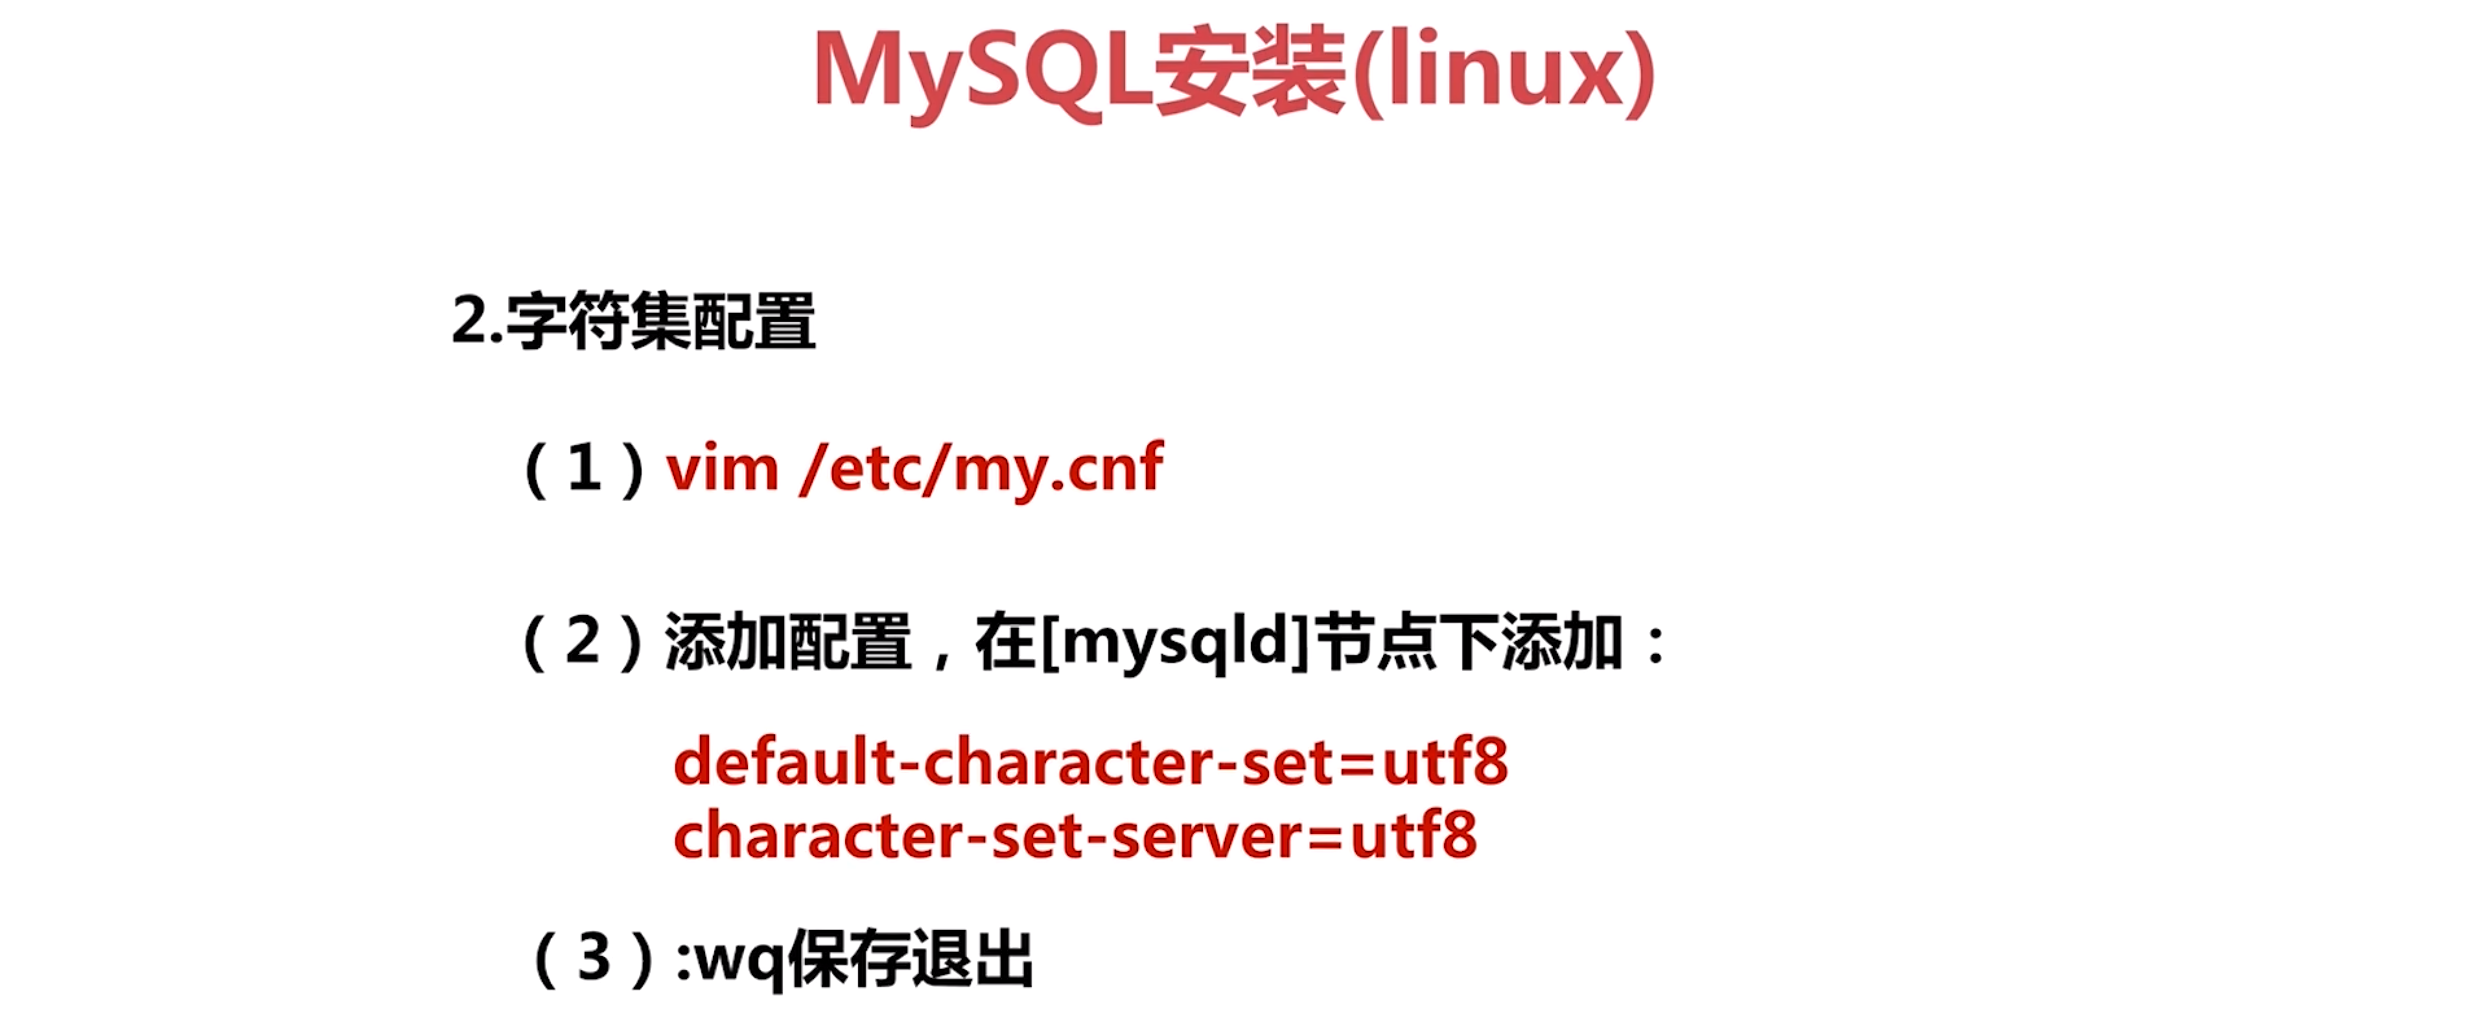 MySQL安装(linux)
2.字符集配置
（1）vim /etc/my.cnf
（2）添加配置，在[mysqld]节点下添加：
default-character-set=utf8
character-set-server=utf8
（3）:wq保存退出